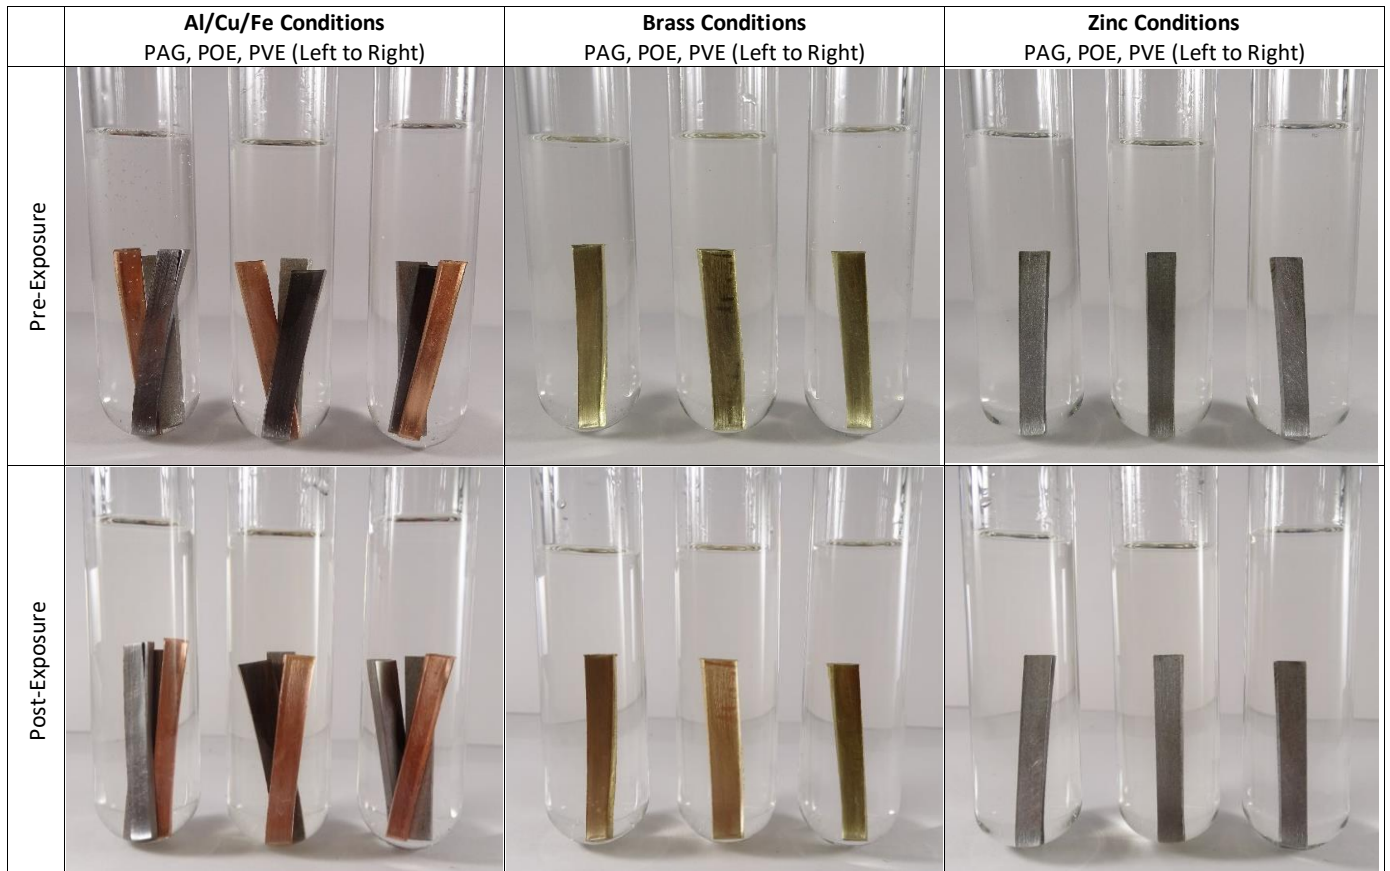 Al/Cu/Fe Conditions
PAG, POE, PVE (Left to Right)
Brass Conditions
PAG, POE, PVE (Left to Right)
Zinc Conditions
PAG, POE, PVE (Left to Right)
Pre-Exposure
Post-Exposure